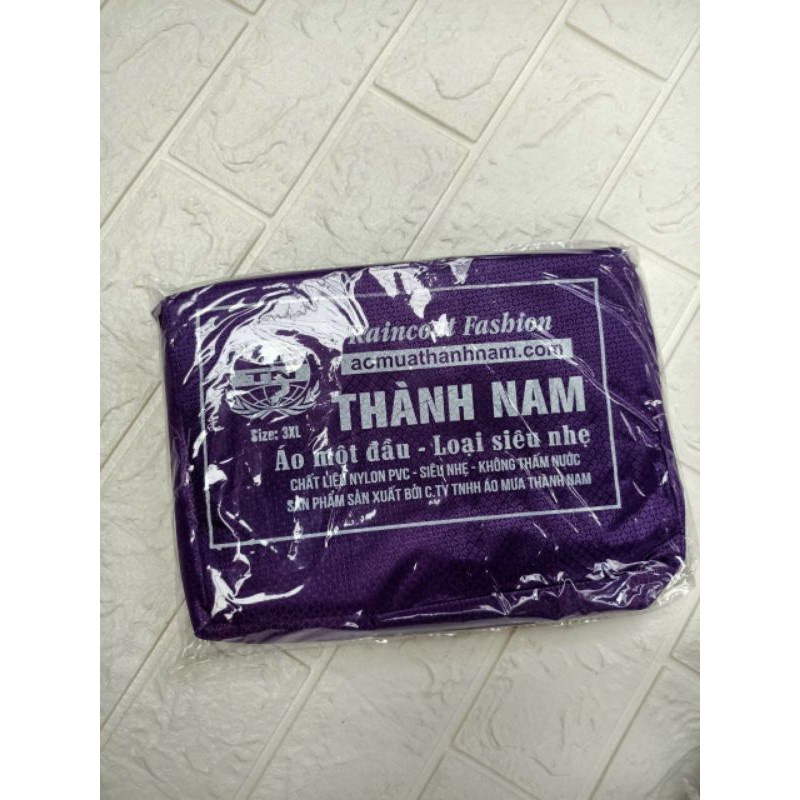 Raincoat Fashion
acmuathanhnam.com
THÀNH NAM
Size: 3XL
Áo một đầu - Loại siêu nhẹ
CHẤT LIỆU NYLON PVC - SIÊU NHẸ - KHÔNG THẤM NƯỚC
SẢN PHẨM SẢN XUẤT BỞI C.TY TNHH ÁO MƯA THÀNH NAM